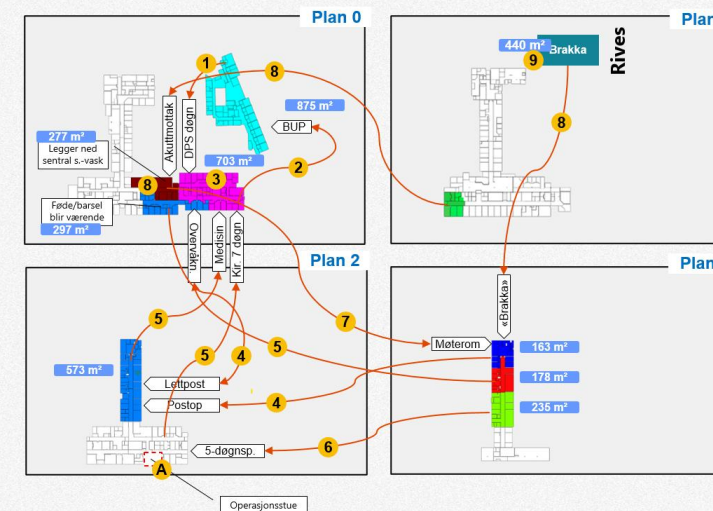 Plan 0
1
8
875 m²
BUP
Akuttmottak
DPS døgn
277 m²
Legger ned
sentral s.-vask
703 m²
3
2
8
Føde/barsel
blir værende
297 m²
Overvåkn.
Medisin
Kir. 7 døgn
Plan
440 m²
Brakka
Rives
9
8
Plan 2
5
7
573 m²
5
4
5
Lettpost
Postop
4
5-døgnsp.
6
A
Operasjonsstue
Plan
«Brakka»
Møterom
163 m²
178 m²
235 m²